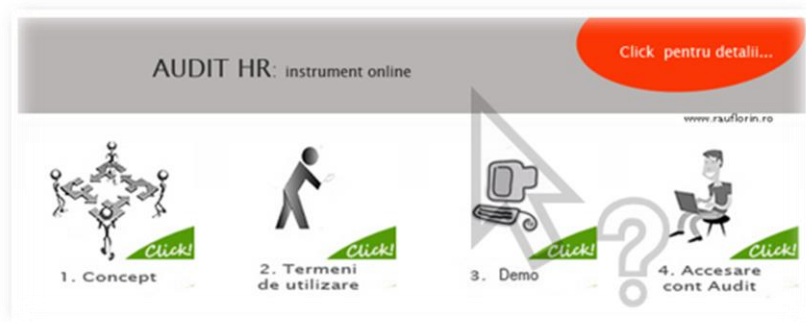 Click pentru detalii...
AUDIT HR: instrument online
www.rauflorin.ro
Click!
Click!
Click!
Click!
1. Concept
2. Termeni
de utilizare
3. Demo
4. Accesare
cont Audit
?